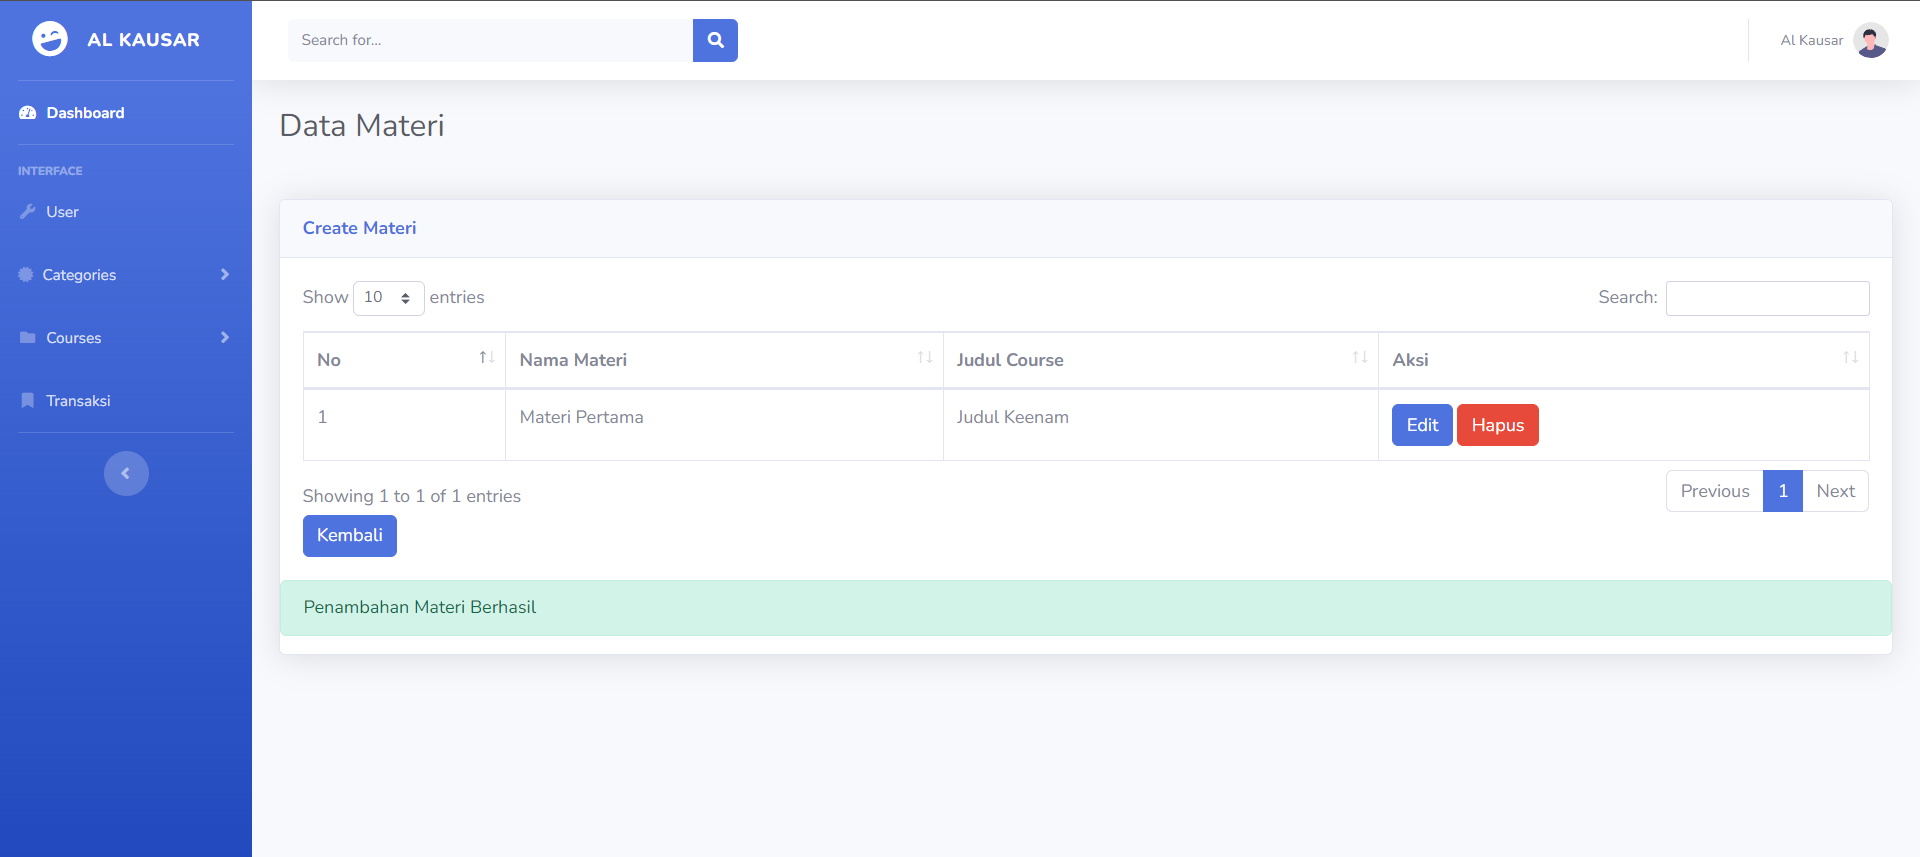 AL KAUSAR
Search for...
Al Kausar
Dashboard
INTERFACE
User
Categories
Courses
Transaksi
Data Materi
Create Materi
Show 10 entries
Search:
No Nama Materi Judul Course Aksi
1 Materi Pertama Judul Keenam Edit Hapus
Showing 1 to 1 of 1 entries
Previous 1 Next
Kembali
Penambahan Materi Berhasil